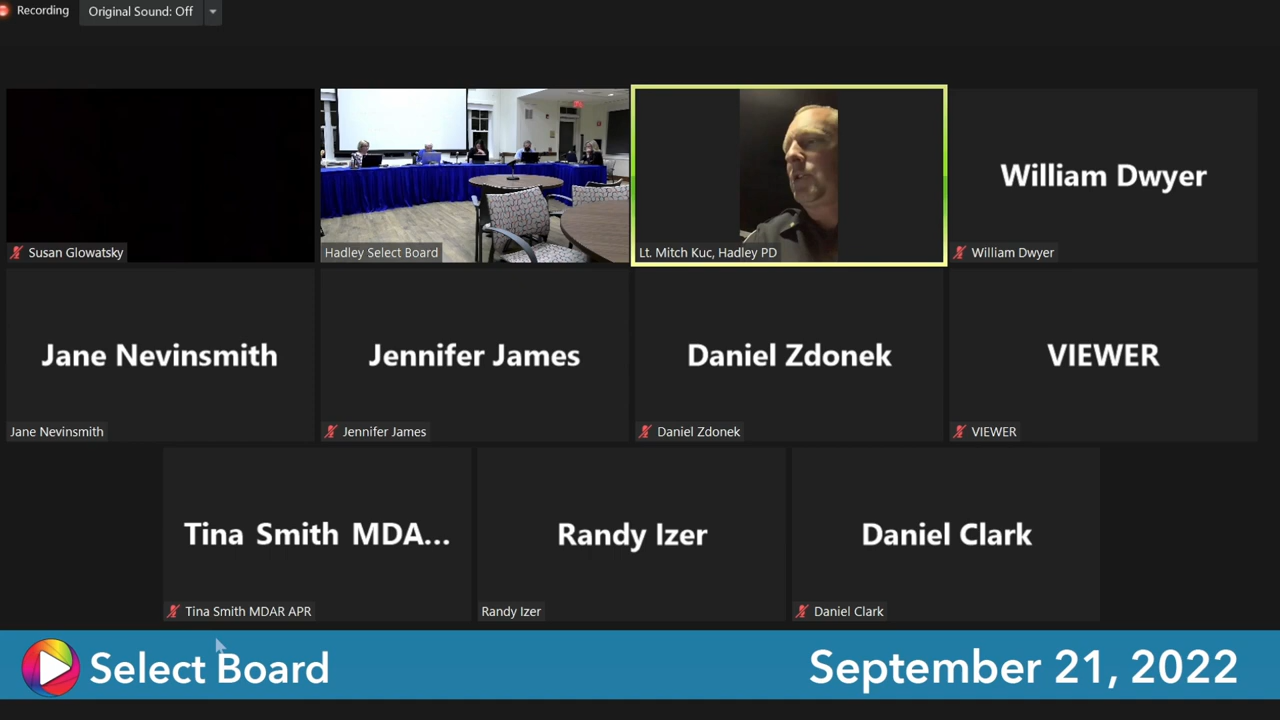 Recording
Original Sound: Off
Susan Glowatsky
Hadley Select Board
Lt. Mitch Kuc, Hadley PD
William Dwyer
William Dwyer
Jane Nevinsmith
Jane Nevinsmith
Jennifer James
Jennifer James
Daniel Zdonek
Daniel Zdonek
VIEWER
VIEWER
Tina Smith MDA...
Tina Smith MDAR APR
Randy Izer
Randy Izer
Daniel Clark
Daniel Clark
Select Board
September 21, 2022